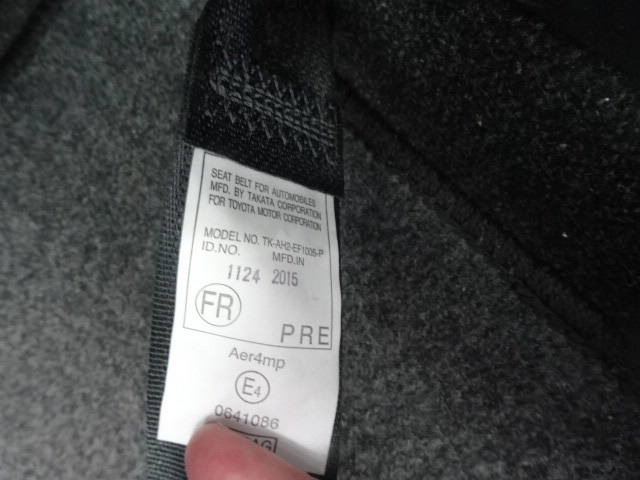 SEAT BELT FOR AUTOMOBILES
MFD. BY TAKATA CORPORATION
FOR TOYOTA MOTOR CORPORATION
MODEL NO. TK-AH2-EF1006-P
ID.NO. MFD.IN
1124 2015
FR
PRE
Aer4mp
E4
0641086